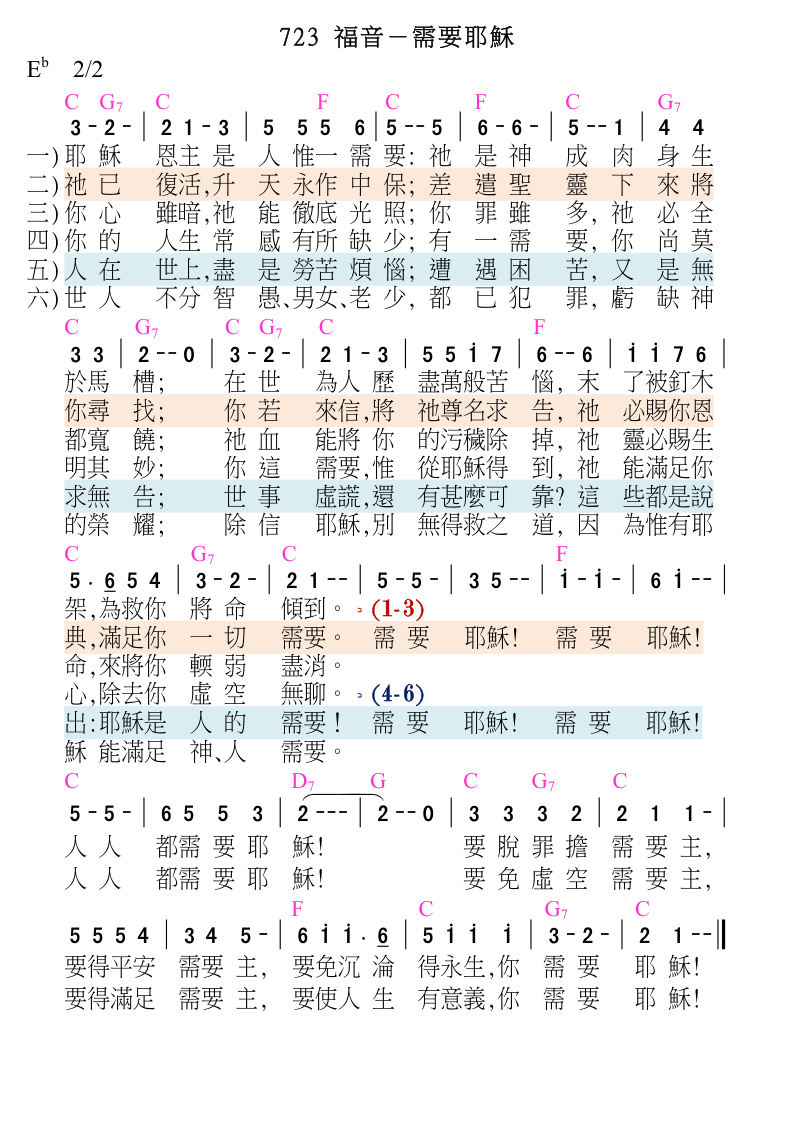 723 福音－需要耶穌
E♭ 2/2
C G7 C F C F C G7
3 - 2 - | 2 1 - 3 | 5 5 5 6 | 5 - - 5 | 6 - 6 - | 5 - - 1 | 4 4
一)耶穌 恩主是人惟一需要:祂是神成肉身生
二)祂已 復活,升天永作中保;差遣聖靈下來將
三)你心 雖暗,祂能徹底光照;你罪雖多,祂必全
四)你的 人生常感有所缺少;有一需要,你尚莫
五)人在 世上,盡是勞苦煩惱;遭遇困苦,又是無
六)世人 不分智愚、男女、老少,都已犯罪,虧缺神
C G7 C G7 C F
3 3 | 2 - - 0 | 3 - 2 - | 2 1 - 3 | 5 5 i 7 | 6 - - 6 | i i 7 6 |
於馬槽; 在世為人歷盡萬般苦惱,末了被釘木
你尋找; 你若來信,將祂尊名求告,祂必賜你恩
都寬饒; 祂血能將你的污穢除掉,祂靈必賜生
明其妙; 你這需要,惟從耶穌得到,祂能滿足你
求無告; 世事虛謊,還有甚麼可靠?這些都是說
的榮耀; 除信耶穌,別無得救之道,因為惟有耶
C G7 C F
5 . 6 5 4 | 3 - 2 - | 2 1 - - | 5 - 5 - | 3 5 - - | i - i - | 6 i - - |
架,為救你將命傾到。 (1-3)
典,滿足你一切需要。 需要耶穌! 需要耶穌!
命,來將你輭弱盡消。
心,除去你虛空無聊。 (4-6)
出:耶穌是人的需要! 需要耶穌! 需要耶穌!
穌能滿足神、人需要。
C D7 G C G7 C
5 - 5 - | 6 5 5 3 | 2 - - - | 2 - - 0 | 3 3 3 2 | 2 1 1 - |
人人都需要耶穌! 要脫罪擔需要主,
人人都需要耶穌! 要免虛空需要主,
F C G7 C
5 5 5 4 | 3 4 5 - | 6 i i . 6 | 5 i i i | 3 - 2 - | 2 1 - - ‖
要得平安需要主,要免沉淪得永生,你需要耶穌!
要得滿足需要主,要使人生有意義,你需要耶穌!